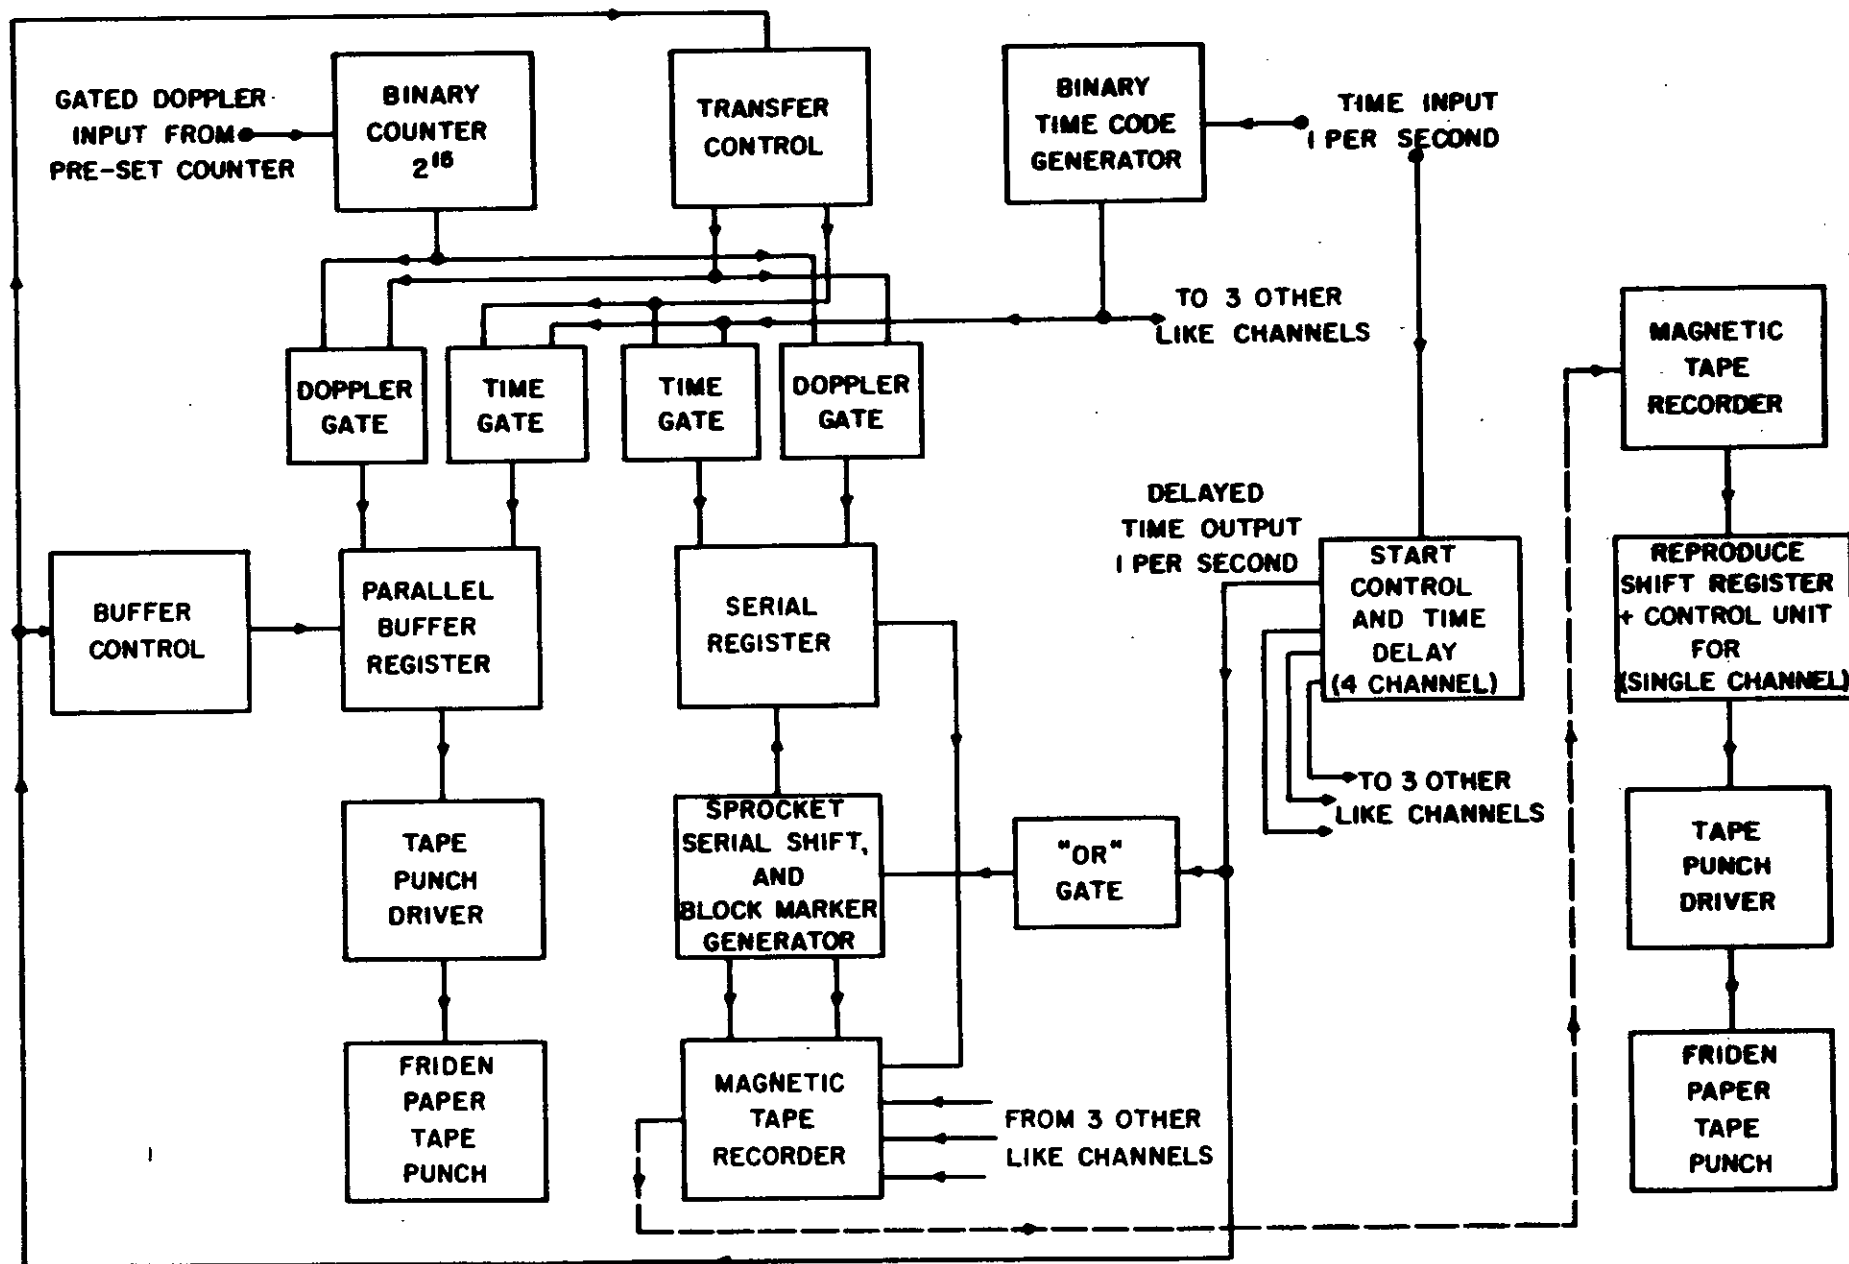 GATED DOPPLER
INPUT FROM
PRE-SET COUNTER
BINARY
COUNTER
2¹⁶
TRANSFER
CONTROL
BINARY
TIME CODE
GENERATOR
TIME INPUT
1 PER SECOND
TO 3 OTHER
LIKE CHANNELS
DOPPLER
GATE
TIME
GATE
TIME
GATE
DOPPLER
GATE
MAGNETIC
TAPE
RECORDER
DELAYED
TIME OUTPUT
1 PER SECOND
START
CONTROL
AND TIME
DELAY
(4 CHANNEL)
REPRODUCE
SHIFT REGISTER
+ CONTROL UNIT
FOR
(SINGLE CHANNEL)
BUFFER
CONTROL
PARALLEL
BUFFER
REGISTER
SERIAL
REGISTER
TO 3 OTHER
LIKE CHANNELS
TAPE
PUNCH
DRIVER
SPROCKET
SERIAL SHIFT,
AND
BLOCK MARKER
GENERATOR
"OR"
GATE
TAPE
PUNCH
DRIVER
FRIDEN
PAPER
TAPE
PUNCH
MAGNETIC
TAPE
RECORDER
FROM 3 OTHER
LIKE CHANNELS
FRIDEN
PAPER
TAPE
PUNCH